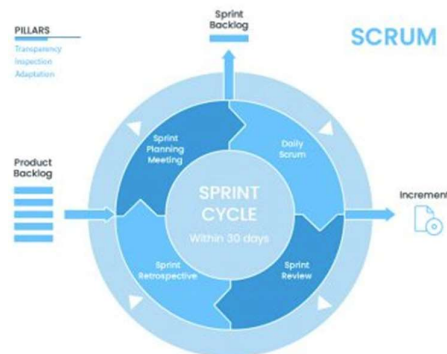 PILLARS
Transparency
Inspection
Adaptation
Sprint
Backlog
SCRUM
Sprint
Planning
Meeting
Daily
Scrum
Product
Backlog
SPRINT
CYCLE
Within 30 days
Increment
Sprint
Retrospective
Sprint
Review